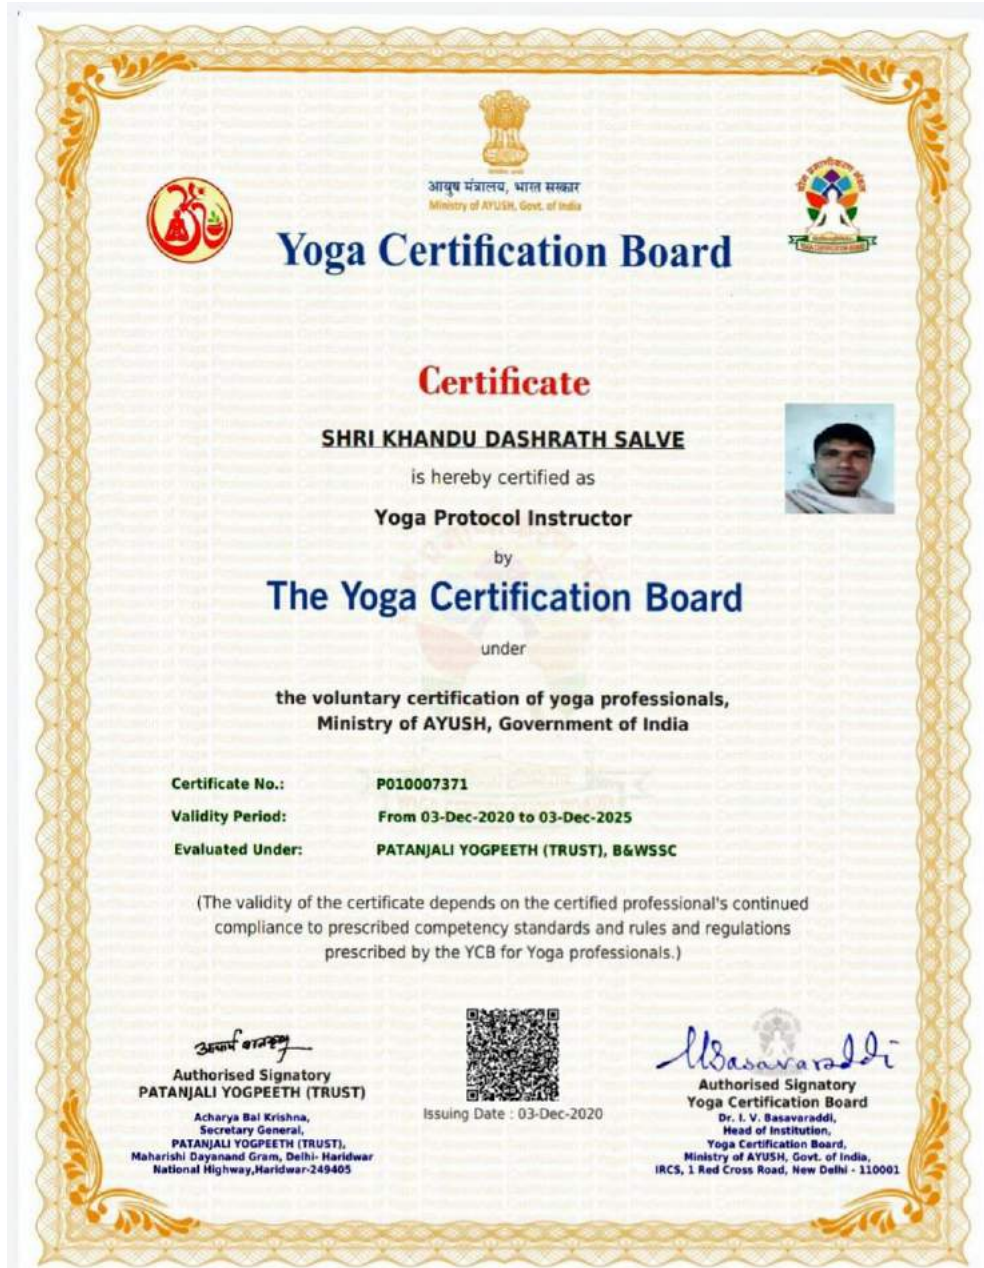 आयुष मंत्रालय, भारत सरकार
Ministry of AYUSH, Govt. of India
Yoga Certification Board
Certificate
SHRI KHANDU DASHRATH SALVE
is hereby certified as
Yoga Protocol Instructor
by
The Yoga Certification Board
under
the voluntary certification of yoga professionals,
Ministry of AYUSH, Government of India
Certificate No.: P010007371
Validity Period: From 03-Dec-2020 to 03-Dec-2025
Evaluated Under: PATANJALI YOGPEETH (TRUST), B&WSSC
(The validity of the certificate depends on the certified professional's continued
compliance to prescribed competency standards and rules and regulations
prescribed by the YCB for Yoga professionals.)
Authorised Signatory
PATANJALI YOGPEETH (TRUST)
Acharya Bal Krishna,
Secretary General,
PATANJALI YOGPEETH (TRUST),
Maharishi Dayanand Gram, Delhi- Haridwar
National Highway,Haridwar-249405
Issuing Date : 03-Dec-2020
Authorised Signatory
Yoga Certification Board
Dr. I. V. Basavaraddi,
Head of Institution,
Yoga Certification Board,
Ministry of AYUSH, Govt. of India,
IRCS, 1 Red Cross Road, New Delhi - 110001